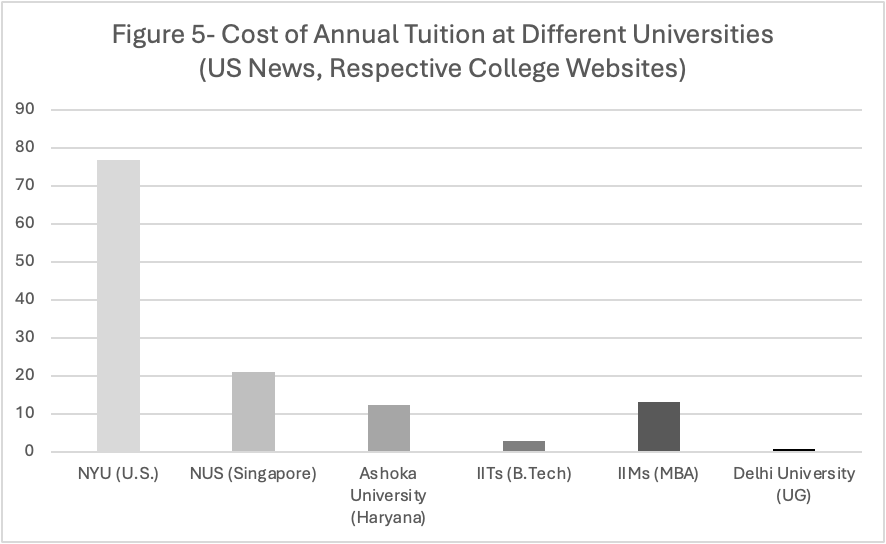 Figure 5- Cost of Annual Tuition at Different Universities
(US News, Respective College Websites)
90
80
70
60
50
40
30
20
10
0
NYU (U.S.)
NUS (Singapore)
Ashoka
University
(Haryana)
IITs (B.Tech)
IIMs (MBA)
Delhi University
(UG)